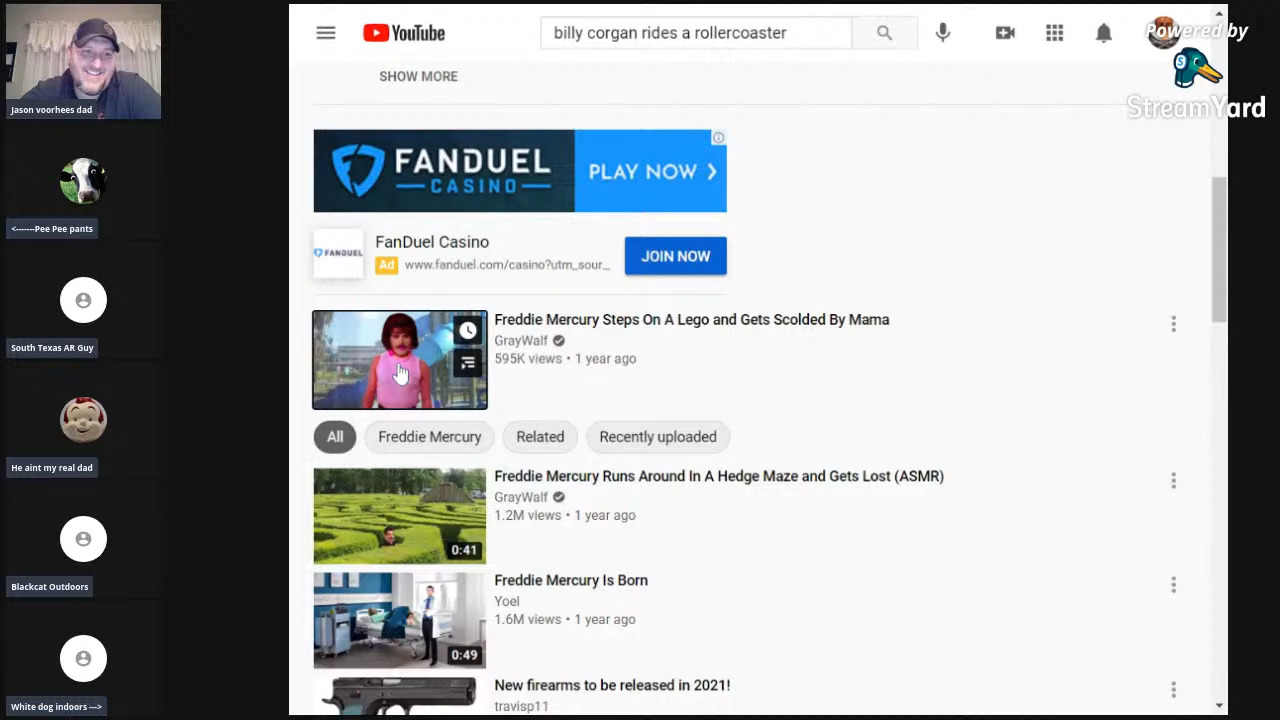 Jason voorhees dad
<-------Pee Pee pants
South Texas AR Guy
He aint my real dad
Blackcat Outdoors
White dog indoors --->
YouTube
billy corgan rides a rollercoaster
Powered by
S
StreamYard
SHOW MORE
FANDUEL
CASINO
PLAY NOW
FanDuel Casino
FANDUEL
Ad
www.fanduel.com/casino?utm_sour...
JOIN NOW
Freddie Mercury Steps On A Lego and Gets Scolded By Mama
GrayWalf
595K views • 1 year ago
All
Freddie Mercury
Related
Recently uploaded
Freddie Mercury Runs Around In A Hedge Maze and Gets Lost (ASMR)
GrayWalf
1.2M views • 1 year ago
0:41
Freddie Mercury Is Born
Yoel
1.6M views • 1 year ago
0:49
New firearms to be released in 2021!
travisp11